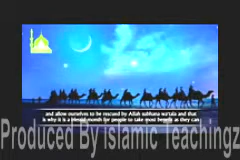 and allow ourselves to be rescued by Allah subhana wa'tala and that
is why it is a blessed month for people to take most benefit as they can
Produced By Islamic Teachingz